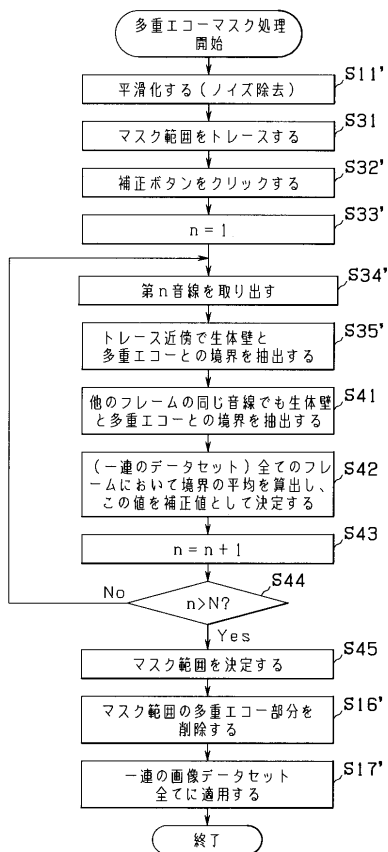 多重エコーマスク処理
開始
S11'
平滑化する(ノイズ除去)
S31
マスク範囲をトレースする
S32'
補正ボタンをクリックする
S33'
n=1
S34'
第n音線を取り出す
S35'
トレース近傍で生体壁と
多重エコーとの境界を抽出する
S41
他のフレームの同じ音線でも生体壁
と多重エコーとの境界を抽出する
S42
(一連のデータセット)全てのフレ
ームにおいて境界の平均を算出し、
この値を補正値として決定する
S43
n=n+1
S44
No
n>N?
Yes
S45
マスク範囲を決定する
S16'
マスク範囲の多重エコー部分を
削除する
S17'
一連の画像データセット
全てに適用する
終了